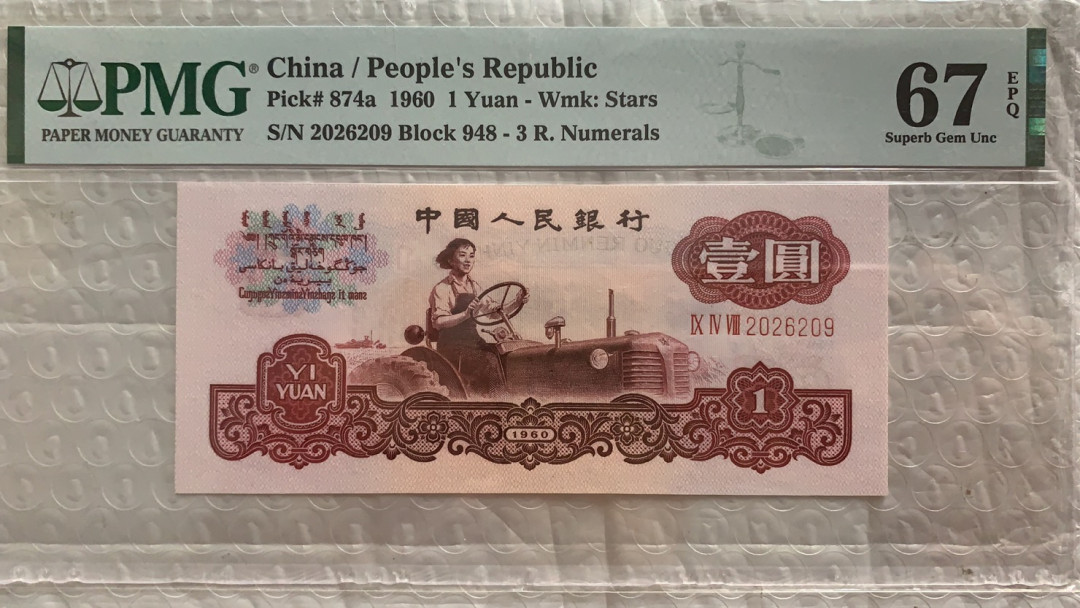 PMG®
PAPER MONEY GUARANTY
China / People's Republic
Pick# 874a 1960 1 Yuan - Wmk: Stars
S/N 2026209 Block 948 - 3 R. Numerals
67
EPQ
Superb Gem Unc
中國人民銀行
壹圓
IX IV VIII 2026209
YI
YUAN
1960
1